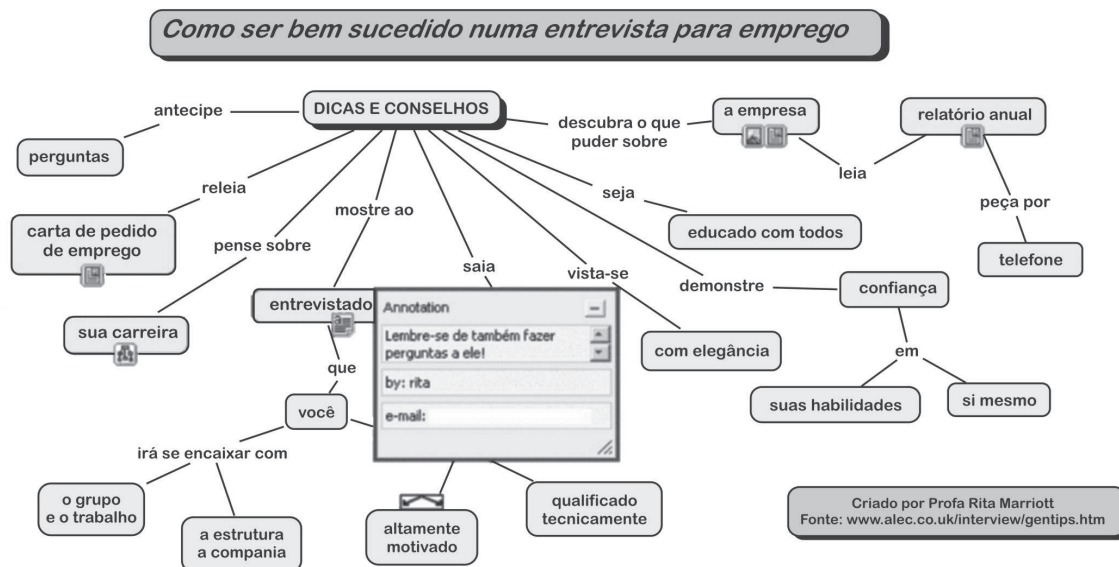 Como ser bem sucedido numa entrevista para emprego
DICAS E CONSELHOS
antecipe
perguntas
releia
carta de pedido
de emprego
pense sobre
sua carreira
mostre ao
entrevistado
que
você
irá se encaixar com
o grupo
e o trabalho
a estrutura
a compania
altamente
motivado
qualificado
tecnicamente
saia
Annotation
Lembre-se de também fazer
perguntas a ele!
by: rita
e-mail:
vista-se
com elegância
demonstre
confiança
em
suas habilidades
si mesmo
seja
educado com todos
descubra o que
puder sobre
a empresa
leia
relatório anual
peça por
telefone
Criado por Profa Rita Marriott
Fonte: www.alec.co.uk/interview/gentips.htm